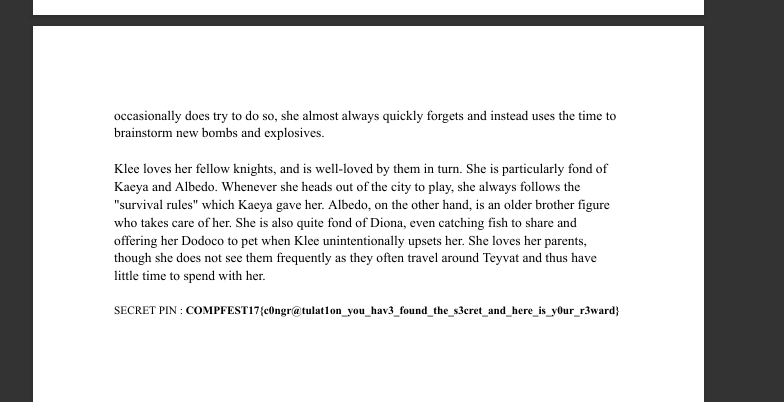 occasionally does try to do so, she almost always quickly forgets and instead uses the time to
brainstorm new bombs and explosives.
Klee loves her fellow knights, and is well-loved by them in turn. She is particularly fond of
Kaeya and Albedo. Whenever she heads out of the city to play, she always follows the
"survival rules" which Kaeya gave her. Albedo, on the other hand, is an older brother figure
who takes care of her. She is also quite fond of Diona, even catching fish to share and
offering her Dodoco to pet when Klee unintentionally upsets her. She loves her parents,
though she does not see them frequently as they often travel around Teyvat and thus have
little time to spend with her.
SECRET PIN : COMPFEST17{c0ngr@tulat1on_you_hav3_found_the_s3cret_and_here_is_y0ur_r3ward}